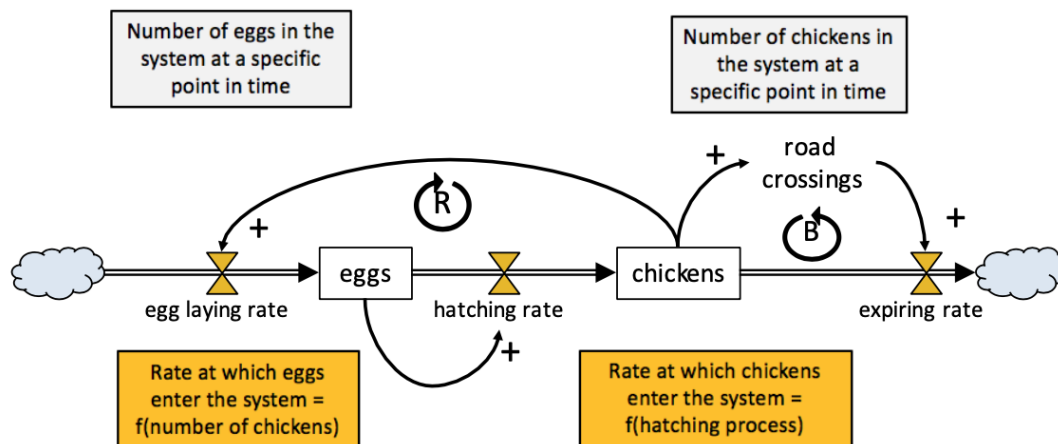 Number of eggs in the
system at a specific
point in time
Number of chickens in
the system at a
specific point in time
+
road
crossings
R
+
B
+
eggs
chickens
egg laying rate
hatching rate
expiring rate
+
Rate at which eggs
enter the system =
f(number of chickens)
Rate at which chickens
enter the system =
f(hatching process)